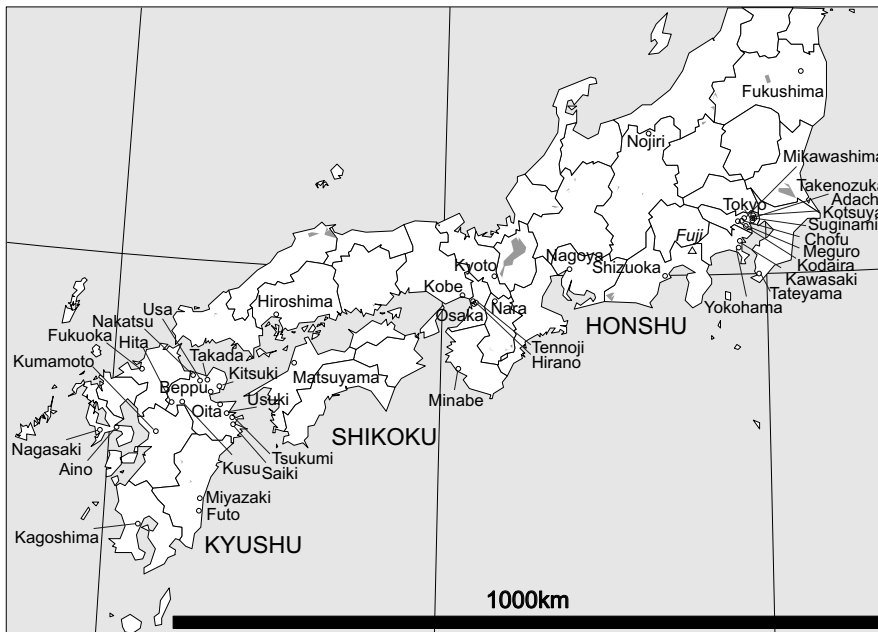 Fukushima
Nojiri
Mikawashima
Takenozuka
Tokyo
Adach
Kotsuya
Suginami
Fuji
Chofu
Meguro
Kyoto
Nagoya
Shizuoka
Kodaira
Kawasaki
Tateyama
Yokohama
Kobe
Usa
Hiroshima
Osaka
Nara
HONSHU
Nakatsu
Fukuoka
Hita
Tennoji
Hirano
Takada
Kumamoto
Kitsuki
Beppu
Matsuyama
Minabe
Oita
Usuki
SHIKOKU
Nagasaki
Tsukumi
Aino
Kusu
Saiki
Miyazaki
Futo
Kagoshima
KYUSHU
1000km